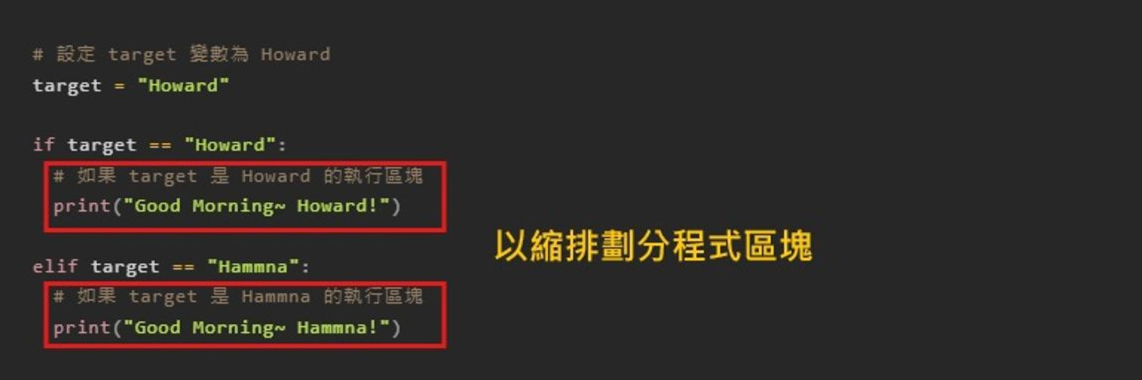 # 設定 target 變數為 Howard
target = "Howard"
if target == "Howard":
# 如果 target 是 Howard 的執行區塊
print("Good Morning~ Howard!")
以縮排劃分程式區塊
elif target == "Hammna":
# 如果 target 是 Hammna 的執行區塊
print("Good Morning~ Hammna!")